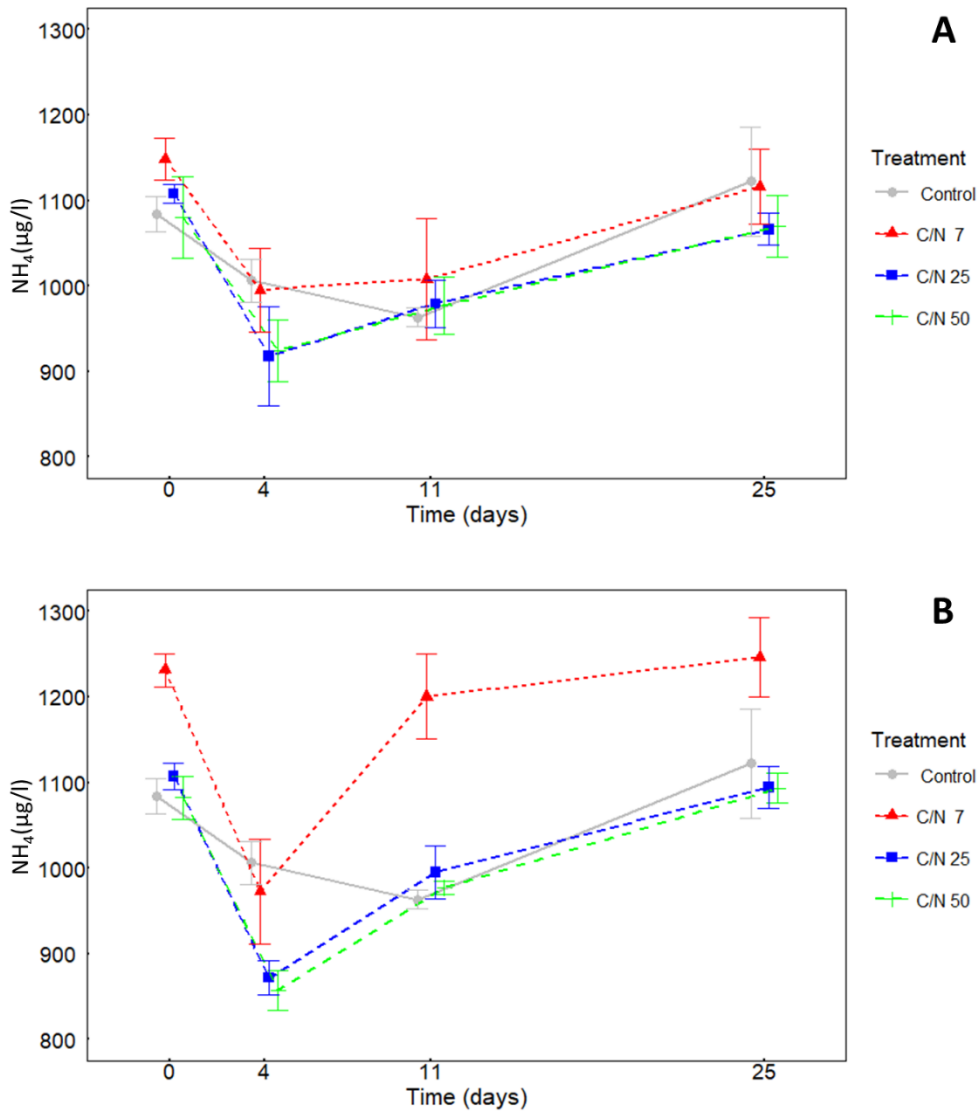 A
1300
1200
1100
1000
900
800
NH₄(µg/l)
0 4 11 25
Time (days)
Treatment
Control
C/N 7
C/N 25
C/N 50
B
1300
1200
1100
1000
900
800
NH₄(µg/l)
0 4 11 25
Time (days)
Treatment
Control
C/N 7
C/N 25
C/N 50